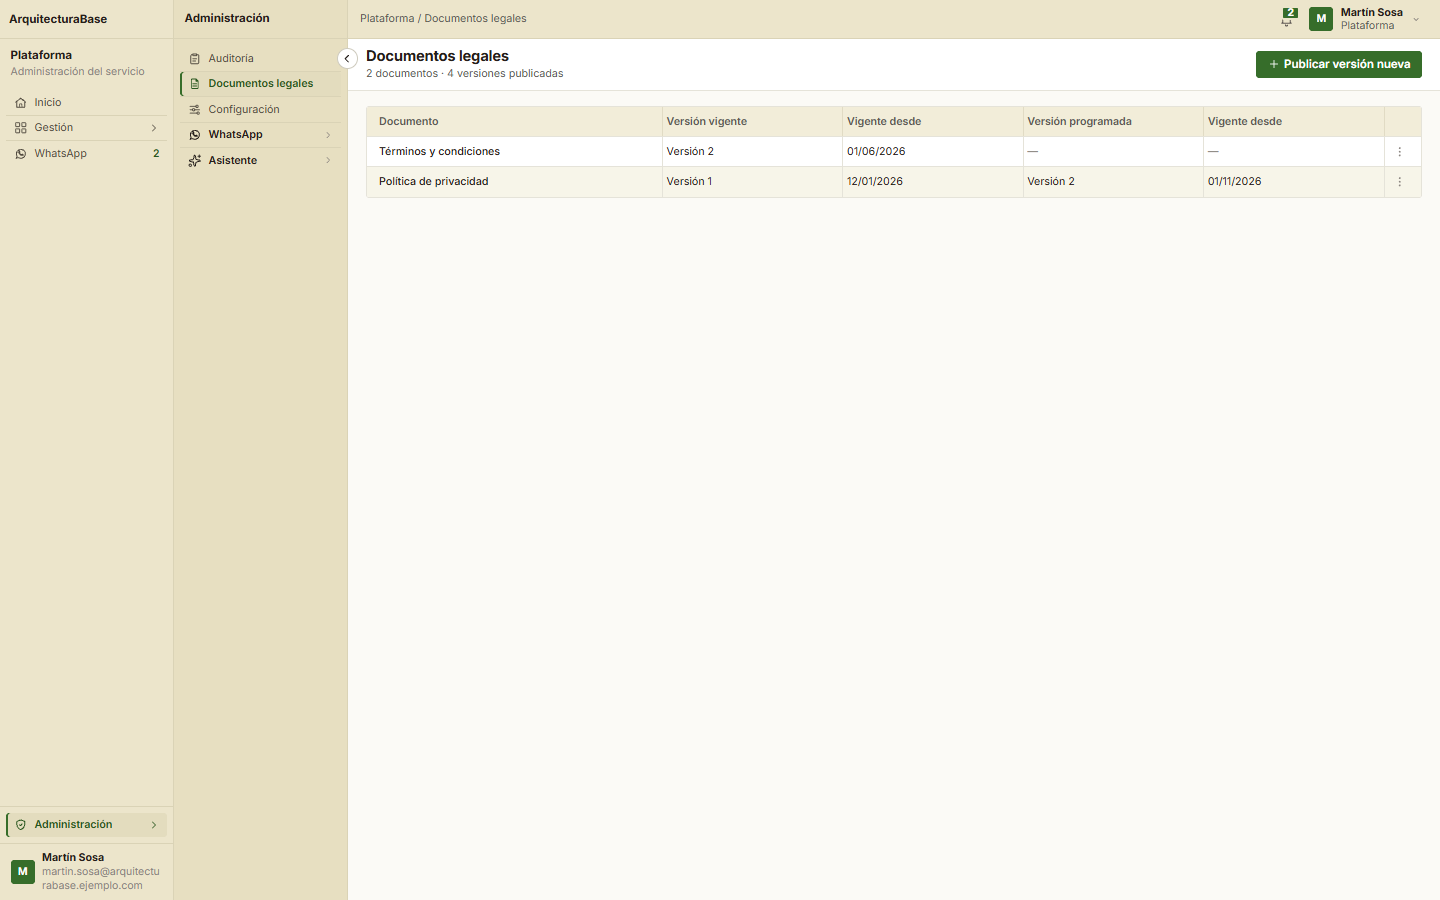 ArquitecturaBase
Plataforma
Administración del servicio
Inicio
Gestión
WhatsApp 2
Administración
Martín Sosa
martin.sosa@arquitectu
rabase.ejemplo.com
Administración
Auditoría
Documentos legales
Configuración
WhatsApp
Asistente
Plataforma / Documentos legales
2
M
Martín Sosa
Plataforma
Documentos legales
2 documentos · 4 versiones publicadas
+ Publicar versión nueva
Documento Versión vigente Vigente desde Versión programada Vigente desde
Términos y condiciones Versión 2 01/06/2026 — —
Política de privacidad Versión 1 12/01/2026 Versión 2 01/11/2026
M